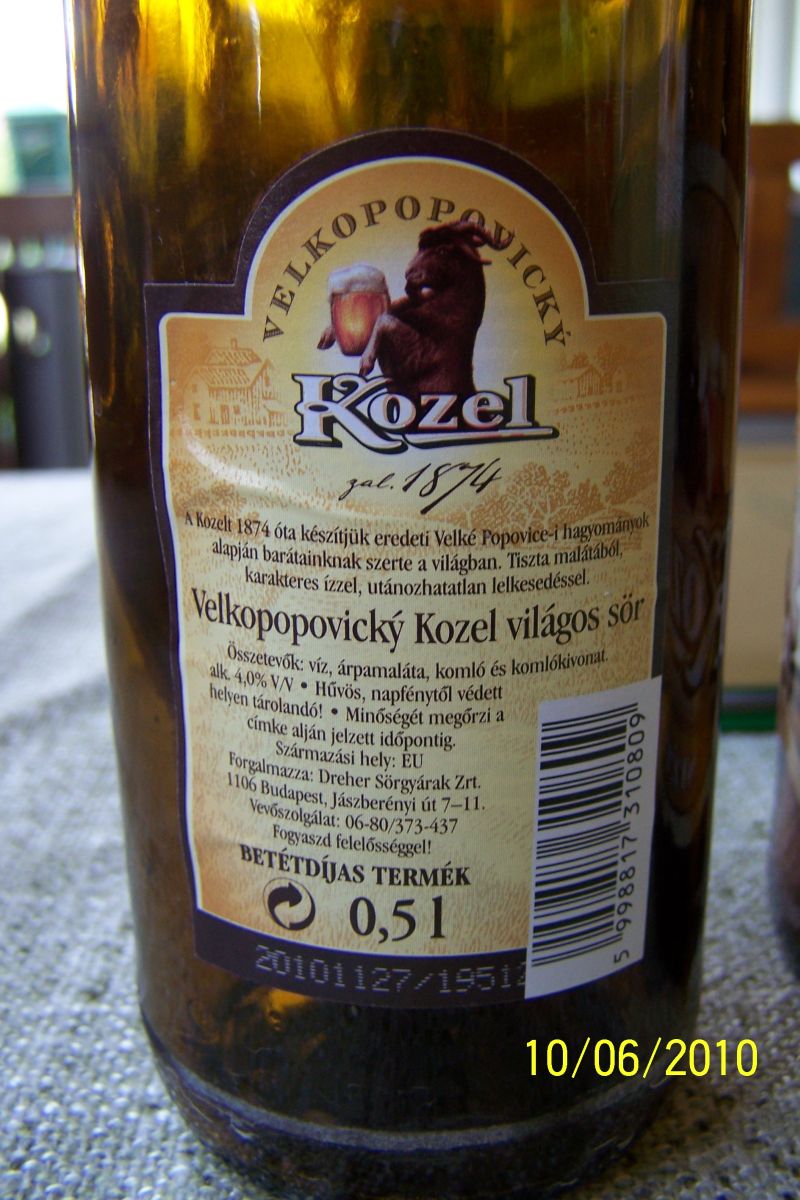 VELKOPOPOVICKÝ
Kozel
zal. 1874
A Kozelt 1874 óta készítjük eredeti Velké Popovice-i hagyományok
alapján barátainknak szerte a világban. Tiszta malátából,
karakteres ízzel, utánozhatatlan lelkesedéssel.
Velkopopovický Kozel világos sör
Összetevők: víz, árpamaláta, komló és komlókivonat.
alk. 4,0% V/V • Hűvös, napfénytől védett
helyen tárolandó! • Minőségét megőrzi a
címke alján jelzett időpontig.
Származási hely: EU
Forgalmazza: Dreher Sörgyárak Zrt.
1106 Budapest, Jászberényi út 7–11.
Vevőszolgálat: 06-80/373-437
Fogyaszd felelősséggel!
BETÉTDÍJAS TERMÉK
0,5 l
20101127/19512
5 998817 310809
10/06/2010